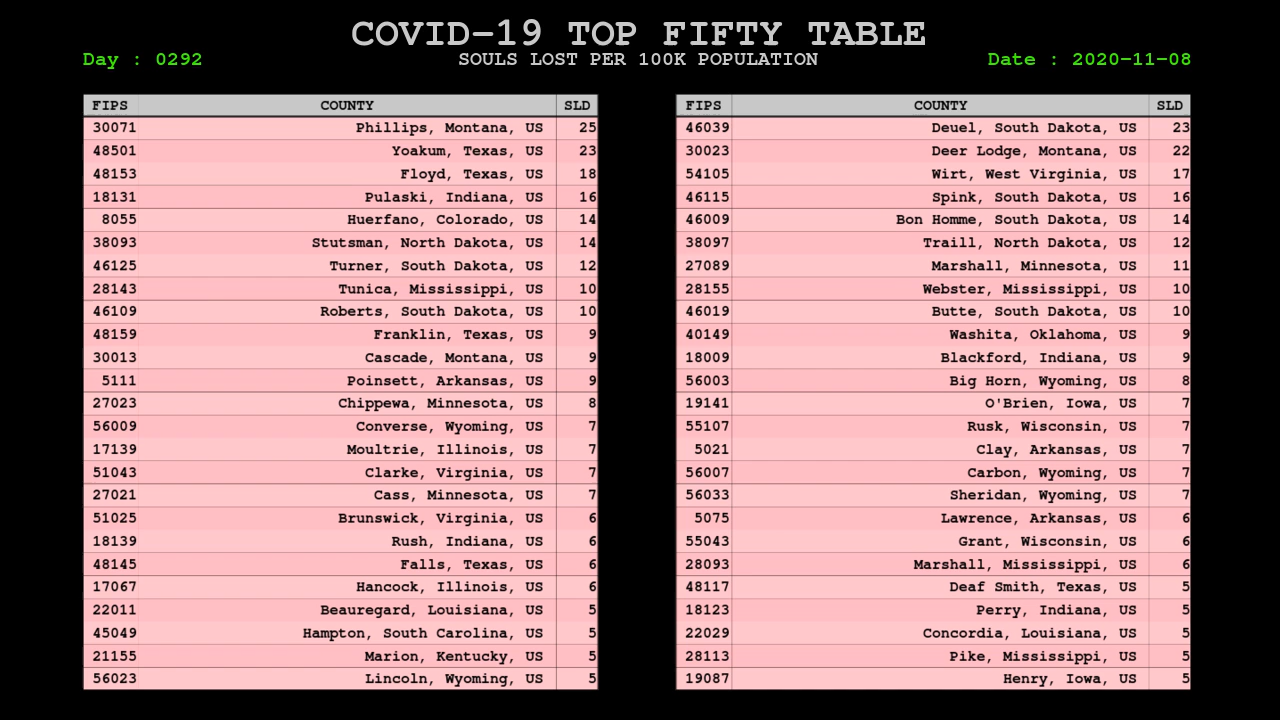 COVID-19 TOP FIFTY TABLE
Day : 0292 SOULS LOST PER 100K POPULATION Date : 2020-11-08
FIPS COUNTY SLD
30071 Phillips, Montana, US 25
48501 Yoakum, Texas, US 23
48153 Floyd, Texas, US 18
18131 Pulaski, Indiana, US 16
8055 Huerfano, Colorado, US 14
38093 Stutsman, North Dakota, US 14
46125 Turner, South Dakota, US 12
28143 Tunica, Mississippi, US 10
46109 Roberts, South Dakota, US 10
48159 Franklin, Texas, US 9
30013 Cascade, Montana, US 9
5111 Poinsett, Arkansas, US 9
27023 Chippewa, Minnesota, US 8
56009 Converse, Wyoming, US 7
17139 Moultrie, Illinois, US 7
51043 Clarke, Virginia, US 7
27021 Cass, Minnesota, US 7
51025 Brunswick, Virginia, US 6
18139 Rush, Indiana, US 6
48145 Falls, Texas, US 6
17067 Hancock, Illinois, US 6
22011 Beauregard, Louisiana, US 5
45049 Hampton, South Carolina, US 5
21155 Marion, Kentucky, US 5
56023 Lincoln, Wyoming, US 5
FIPS COUNTY SLD
46039 Deuel, South Dakota, US 23
30023 Deer Lodge, Montana, US 22
54105 Wirt, West Virginia, US 17
46115 Spink, South Dakota, US 16
46009 Bon Homme, South Dakota, US 14
38097 Traill, North Dakota, US 12
27089 Marshall, Minnesota, US 11
28155 Webster, Mississippi, US 10
46019 Butte, South Dakota, US 10
40149 Washita, Oklahoma, US 9
18009 Blackford, Indiana, US 9
56003 Big Horn, Wyoming, US 8
19141 O'Brien, Iowa, US 7
55107 Rusk, Wisconsin, US 7
5021 Clay, Arkansas, US 7
56007 Carbon, Wyoming, US 7
56033 Sheridan, Wyoming, US 7
5075 Lawrence, Arkansas, US 6
55043 Grant, Wisconsin, US 6
28093 Marshall, Mississippi, US 6
48117 Deaf Smith, Texas, US 5
18123 Perry, Indiana, US 5
22029 Concordia, Louisiana, US 5
28113 Pike, Mississippi, US 5
19087 Henry, Iowa, US 5